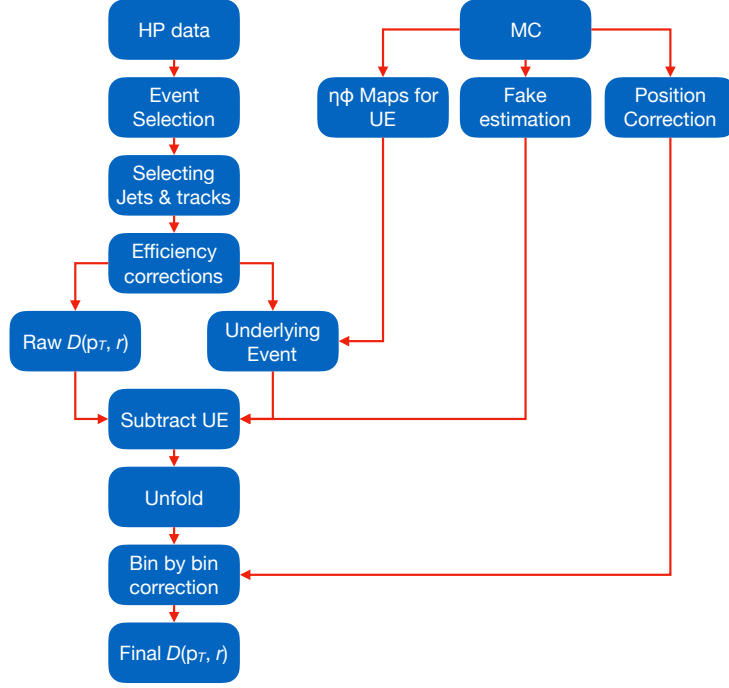 HP data
MC
Event
Selection
ηϕ Maps for
UE
Fake
estimation
Position
Correction
Selecting
Jets & tracks
Efficiency
corrections
Raw D(pT, r)
Underlying
Event
Subtract UE
Unfold
Bin by bin
correction
Final D(pT, r)